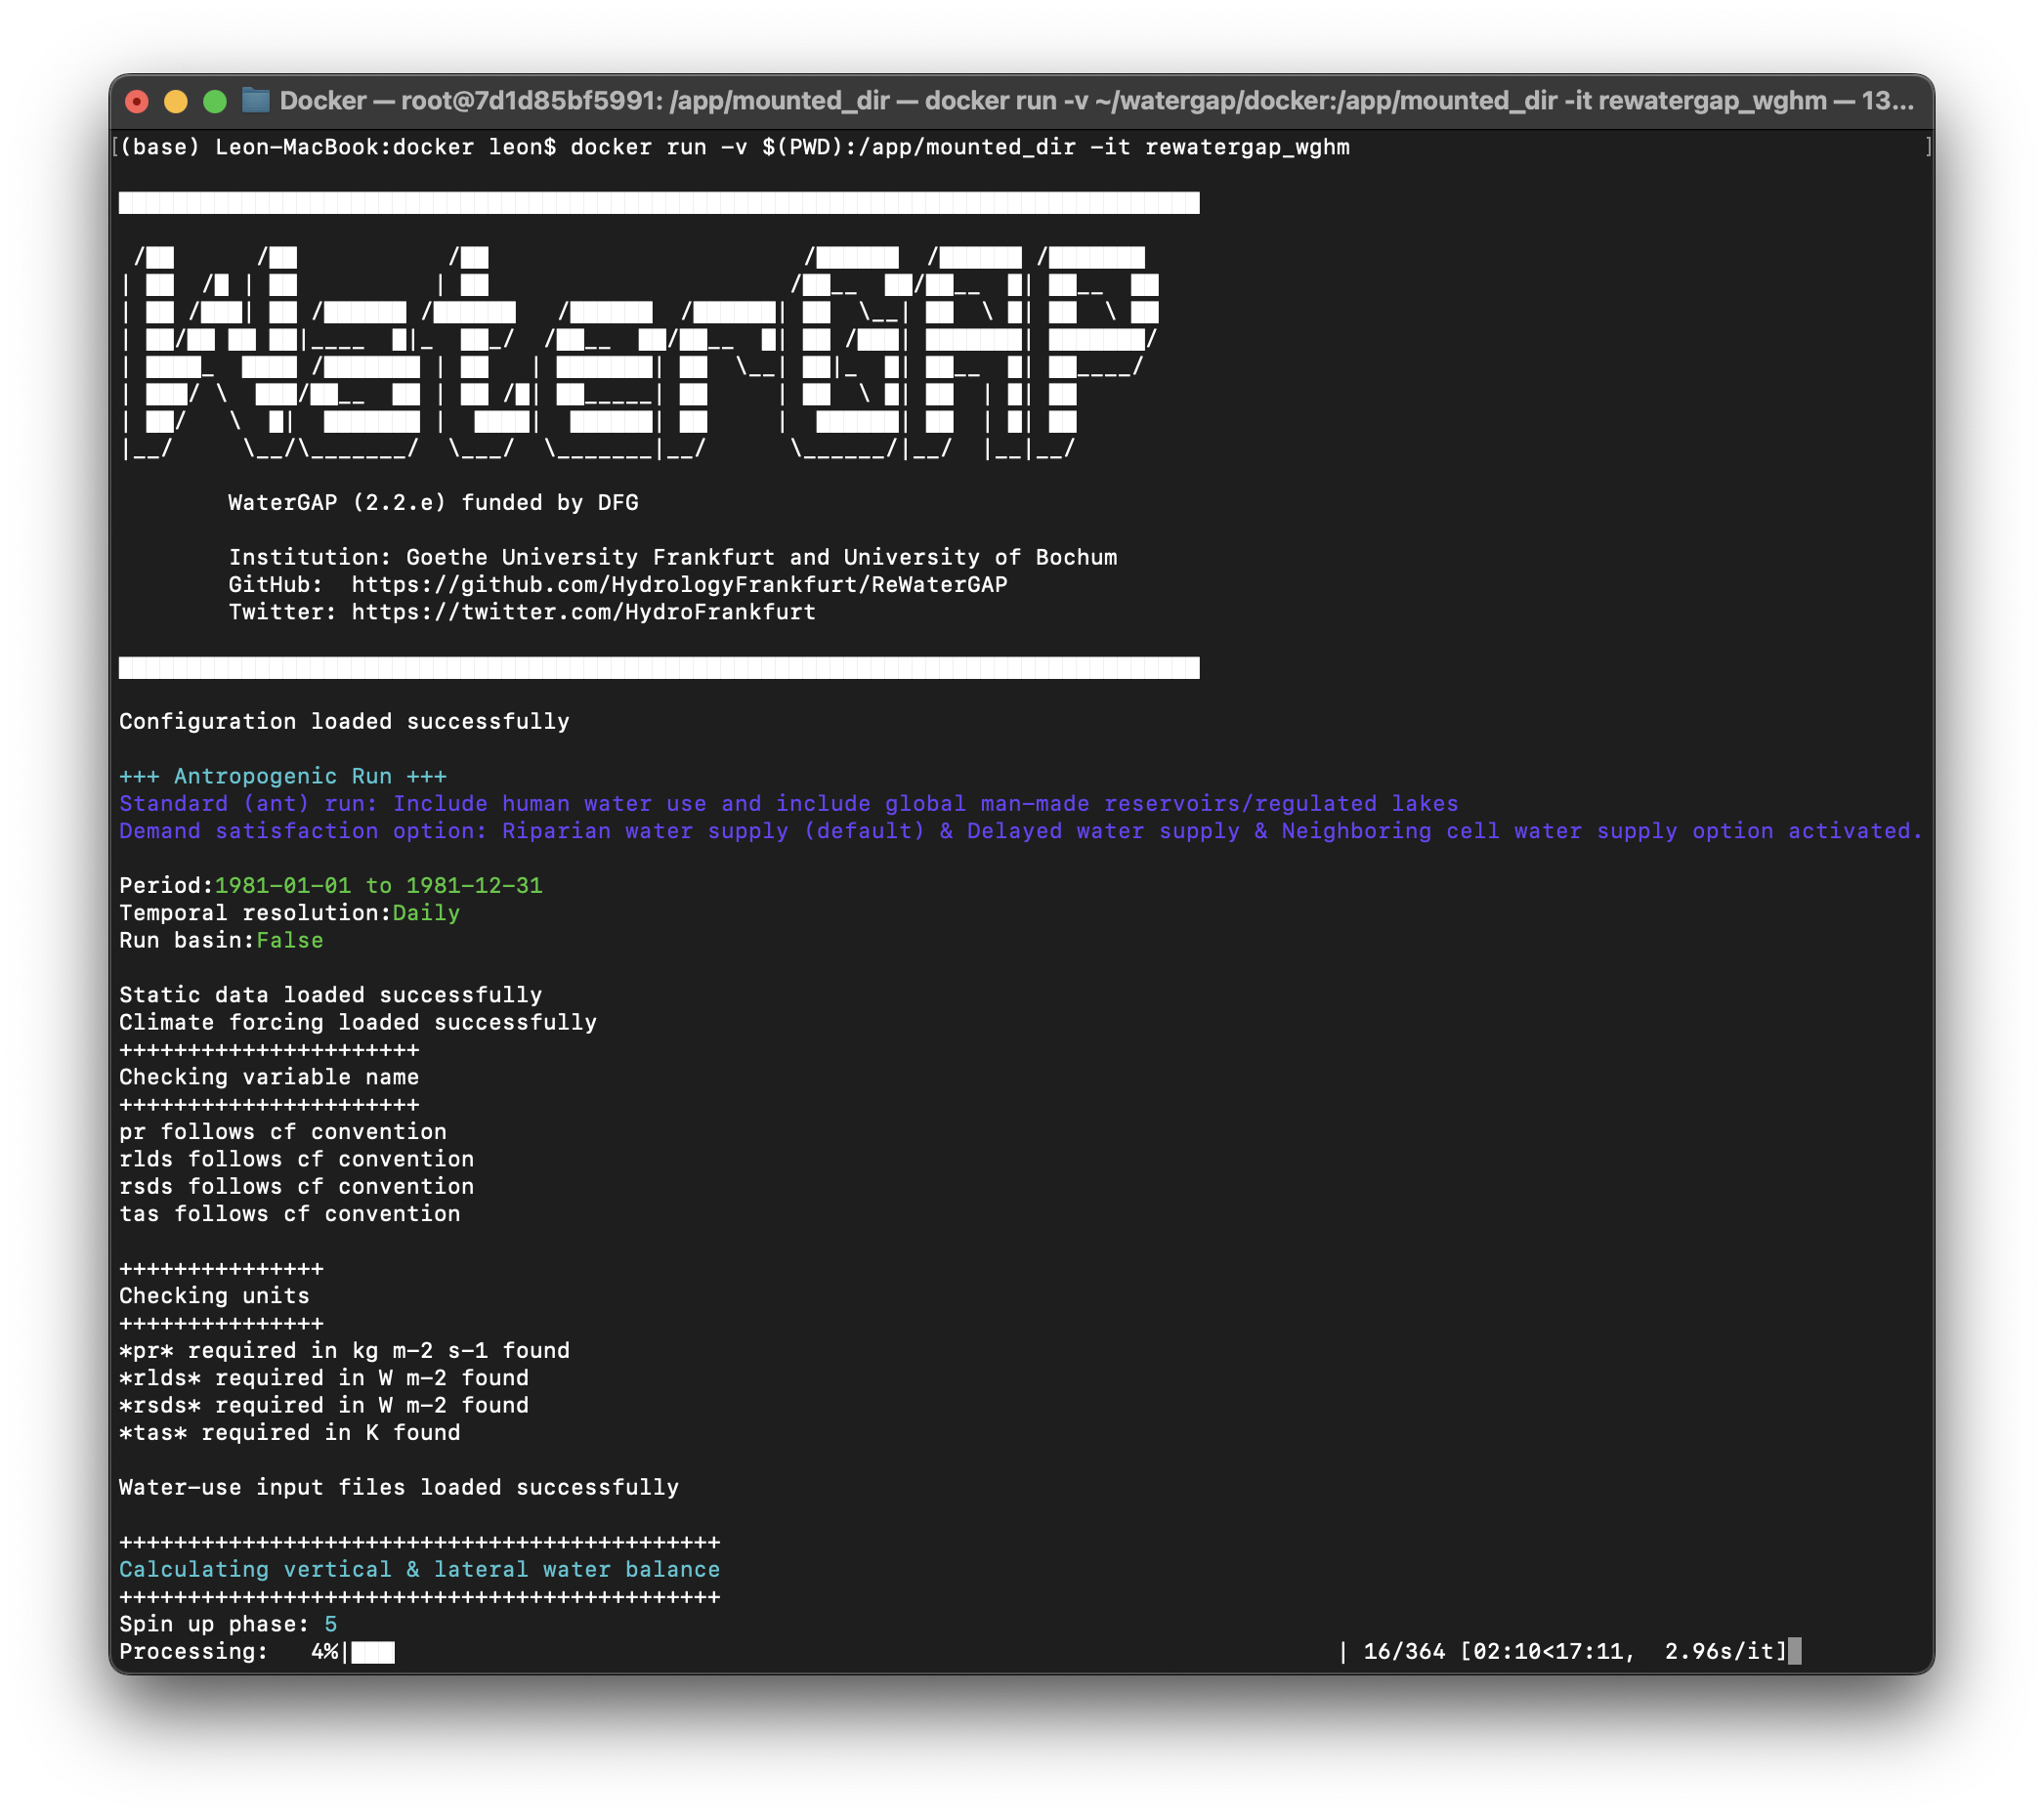 Docker — root@7d1d85bf5991: /app/mounted_dir — docker run -v ~/watergap/docker:/app/mounted_dir -it rewatergap_wghm — 13...
[(base) Leon-MacBook:docker leon$ docker run -v $(PWD):/app/mounted_dir -it rewatergap_wghm ]
WaterGAP
WaterGAP (2.2.e) funded by DFG
Institution: Goethe University Frankfurt and University of Bochum
GitHub:  https://github.com/HydrologyFrankfurt/ReWaterGAP
Twitter: https://twitter.com/HydroFrankfurt
Configuration loaded successfully
+++ Antropogenic Run +++
Standard (ant) run: Include human water use and include global man-made reservoirs/regulated lakes
Demand satisfaction option: Riparian water supply (default) & Delayed water supply & Neighboring cell water supply option activated.
Period:1981-01-01 to 1981-12-31
Temporal resolution:Daily
Run basin:False
Static data loaded successfully
Climate forcing loaded successfully
++++++++++++++++++++++
Checking variable name
++++++++++++++++++++++
pr follows cf convention
rlds follows cf convention
rsds follows cf convention
tas follows cf convention
+++++++++++++++
Checking units
+++++++++++++++
*pr* required in kg m-2 s-1 found
*rlds* required in W m-2 found
*rsds* required in W m-2 found
*tas* required in K found
Water-use input files loaded successfully
++++++++++++++++++++++++++++++++++++++++++++
Calculating vertical & lateral water balance
++++++++++++++++++++++++++++++++++++++++++++
Spin up phase: 5
Processing:   4%|███ | 16/364 [02:10<17:11,  2.96s/it]